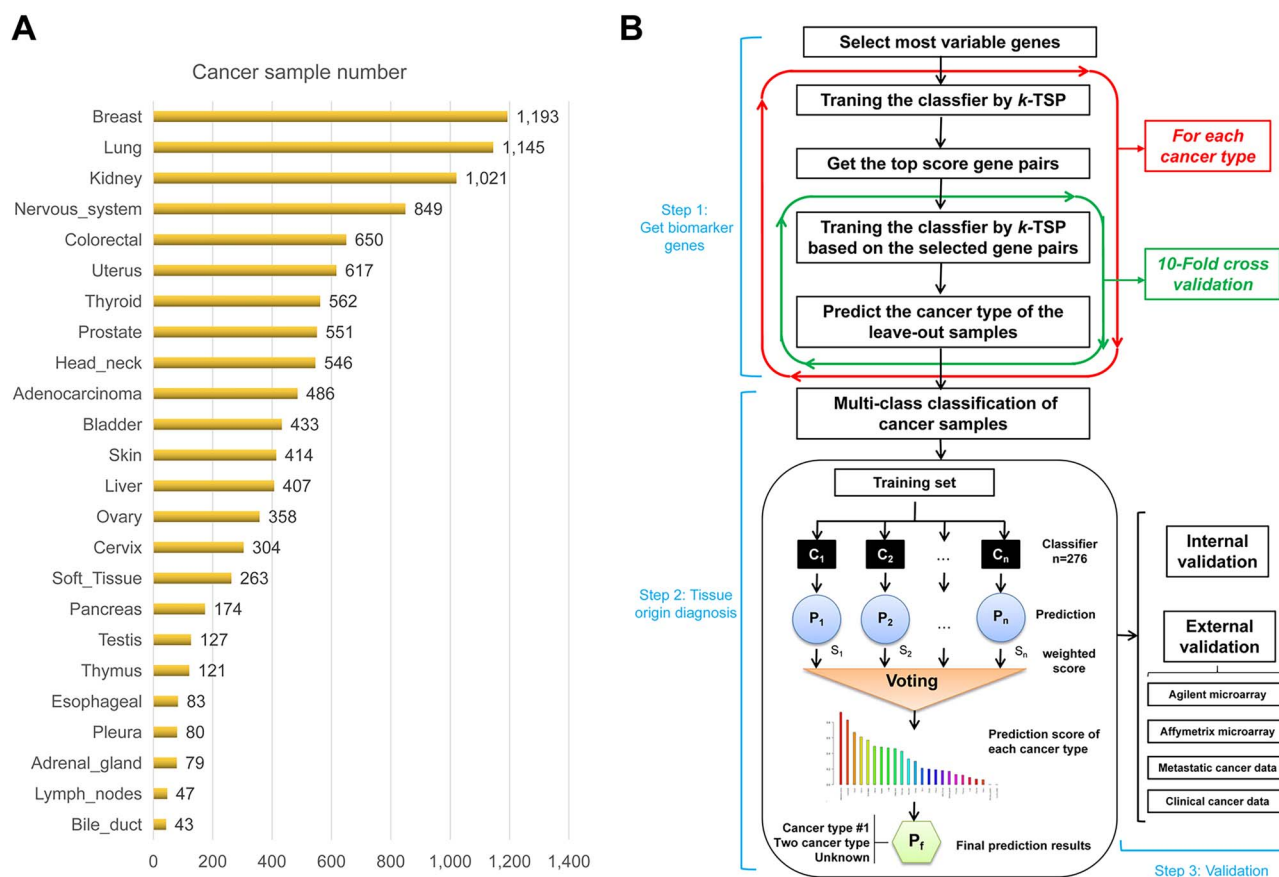 A
Cancer sample number
Breast 1,193
Lung 1,145
Kidney 1,021
Nervous_system 849
Colorectal 650
Uterus 617
Thyroid 562
Prostate 551
Head_neck 546
Adenocarcinoma 486
Bladder 433
Skin 414
Liver 407
Ovary 358
Cervix 304
Soft_Tissue 263
Pancreas 174
Testis 127
Thymus 121
Esophageal 83
Pleura 80
Adrenal_gland 79
Lymph_nodes 47
Bile_duct 43
0 200 400 600 800 1,000 1,200 1,400
B
Step 1:
Get biomarker
genes
Select most variable genes
Traning the classfier by k-TSP
Get the top score gene pairs
Traning the classfier by k-TSP
based on the selected gene pairs
Predict the cancer type of the
leave-out samples
For each
cancer type
10-Fold cross
validation
Step 2: Tissue
origin diagnosis
Multi-class classification of
cancer samples
Training set
C1 C2 ... Cn
Classifier
n=276
P1 P2 ... Pn
Prediction
S1 S2 Sn
weighted
score
Voting
Prediction score of
each cancer type
Cancer type #1
Two cancer type
Unknown
Pf
Final prediction results
Internal
validation
External
validation
Agilent microarray
Affymetrix microarray
Metastatic cancer data
Clinical cancer data
Step 3: Validation